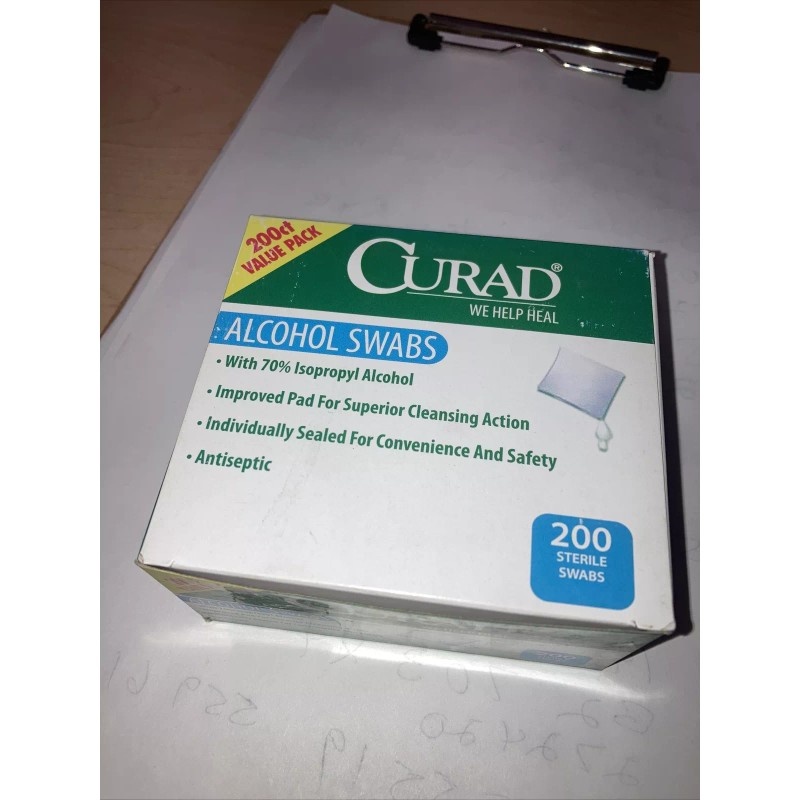 200ct
VALUE PACK
CURAD®
WE HELP HEAL
ALCOHOL SWABS
• With 70% Isopropyl Alcohol
• Improved Pad For Superior Cleansing Action
• Individually Sealed For Convenience And Safety
• Antiseptic
200
STERILE
SWABS